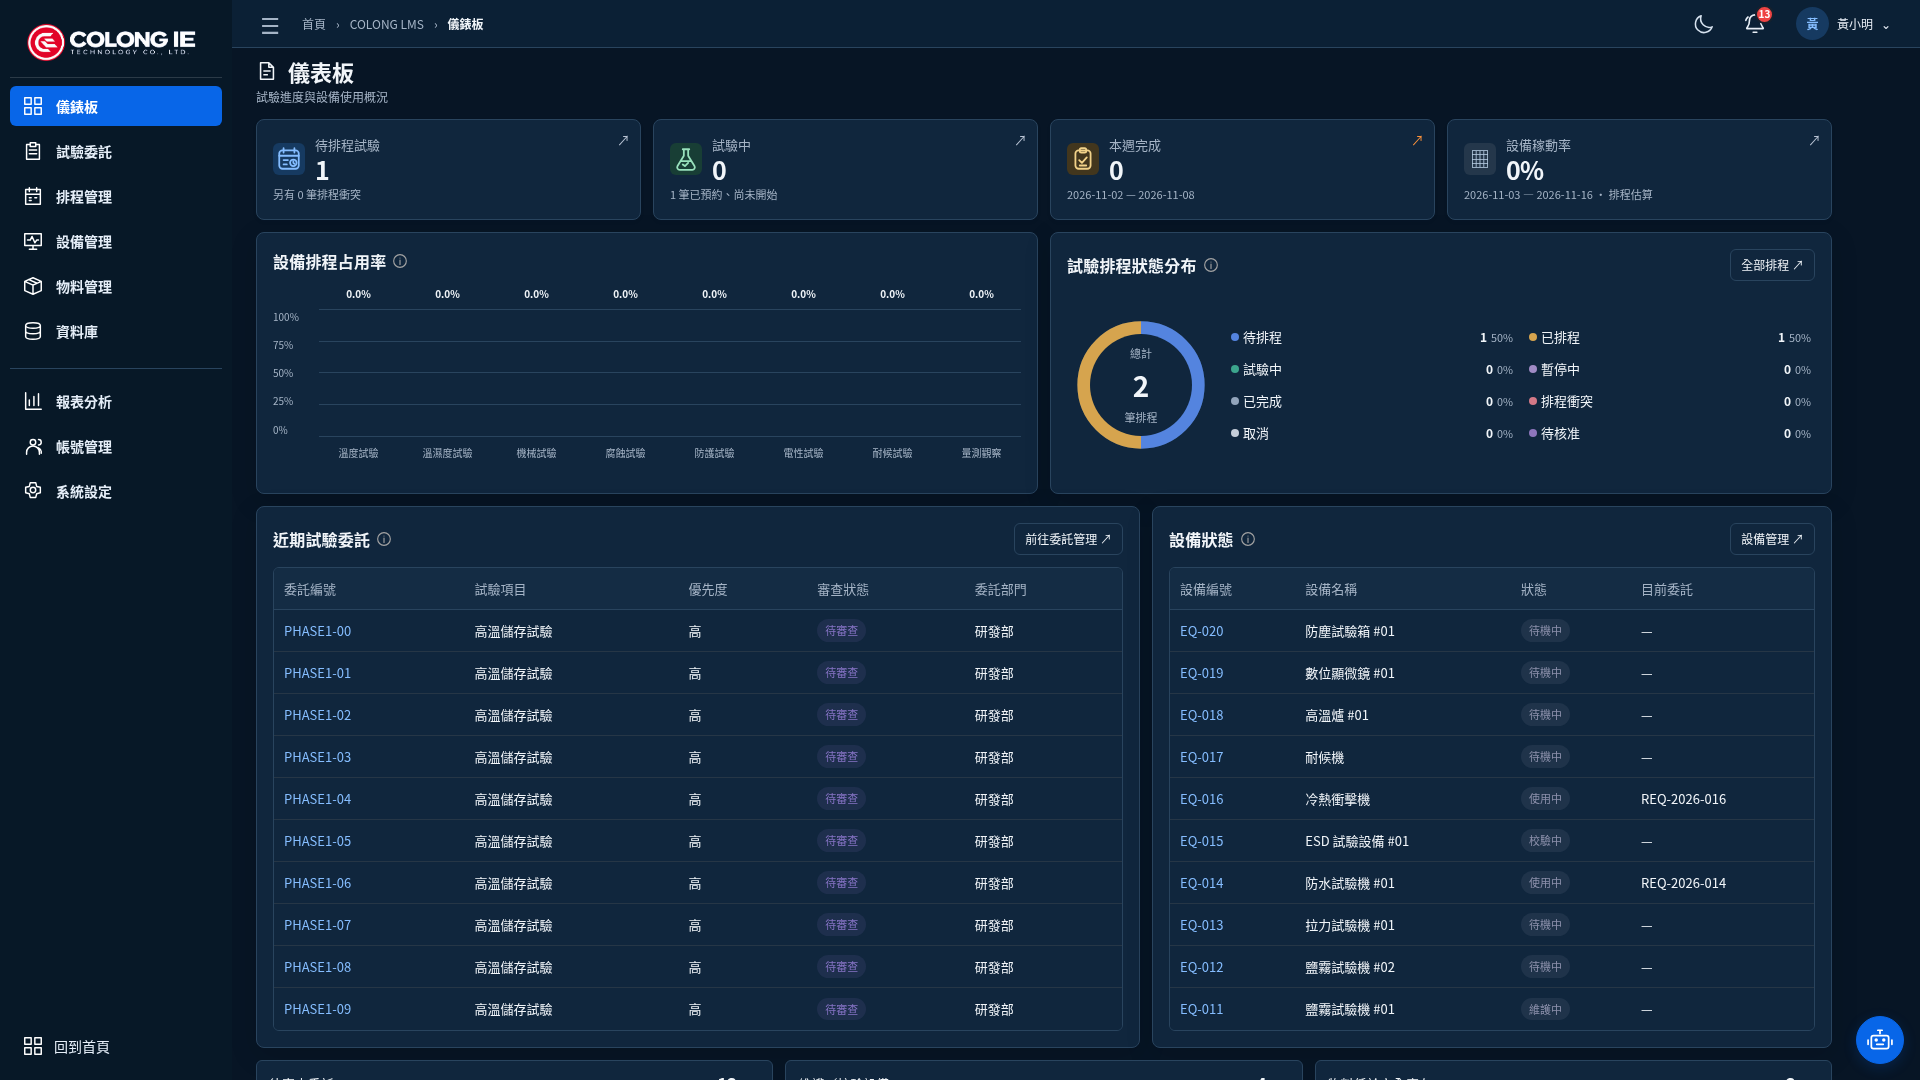 COLONG IE
TECHNOLOGY CO., LTD.
儀錶板
試驗委託
排程管理
設備管理
物料管理
資料庫
報表分析
帳號管理
系統設定
回到首頁
首頁 › COLONG LMS › 儀錶板
13
黃 黃小明
儀表板
試驗進度與設備使用概況
待排程試驗 ↗
1
另有 0 筆排程衝突
試驗中 ↗
0
1 筆已預約、尚未開始
本週完成 ↗
0
2026-11-02 — 2026-11-08
設備稼動率 ↗
0%
2026-11-03 — 2026-11-16 · 排程估算
設備排程占用率
0.0% 0.0% 0.0% 0.0% 0.0% 0.0% 0.0% 0.0%
100%
75%
50%
25%
0%
溫度試驗 溫濕度試驗 機械試驗 腐蝕試驗 防護試驗 電性試驗 耐候試驗 量測觀察
試驗排程狀態分布
全部排程 ↗
總計
2
筆排程
待排程 1 50% 已排程 1 50%
試驗中 0 0% 暫停中 0 0%
已完成 0 0% 排程衝突 0 0%
取消 0 0% 待核准 0 0%
近期試驗委託
前往委託管理 ↗
委託編號 試驗項目 優先度 審查狀態 委託部門
PHASE1-00 高溫儲存試驗 高 待審查 研發部
PHASE1-01 高溫儲存試驗 高 待審查 研發部
PHASE1-02 高溫儲存試驗 高 待審查 研發部
PHASE1-03 高溫儲存試驗 高 待審查 研發部
PHASE1-04 高溫儲存試驗 高 待審查 研發部
PHASE1-05 高溫儲存試驗 高 待審查 研發部
PHASE1-06 高溫儲存試驗 高 待審查 研發部
PHASE1-07 高溫儲存試驗 高 待審查 研發部
PHASE1-08 高溫儲存試驗 高 待審查 研發部
PHASE1-09 高溫儲存試驗 高 待審查 研發部
設備狀態
設備管理 ↗
設備編號 設備名稱 狀態 目前委託
EQ-020 防塵試驗箱 #01 待機中 —
EQ-019 數位顯微鏡 #01 待機中 —
EQ-018 高溫爐 #01 待機中 —
EQ-017 耐候機 待機中 —
EQ-016 冷熱衝擊機 使用中 REQ-2026-016
EQ-015 ESD 試驗設備 #01 校驗中 —
EQ-014 防水試驗機 #01 使用中 REQ-2026-014
EQ-013 拉力試驗機 #01 待機中 —
EQ-012 鹽霧試驗機 #02 待機中 —
EQ-011 鹽霧試驗機 #01 維護中 —